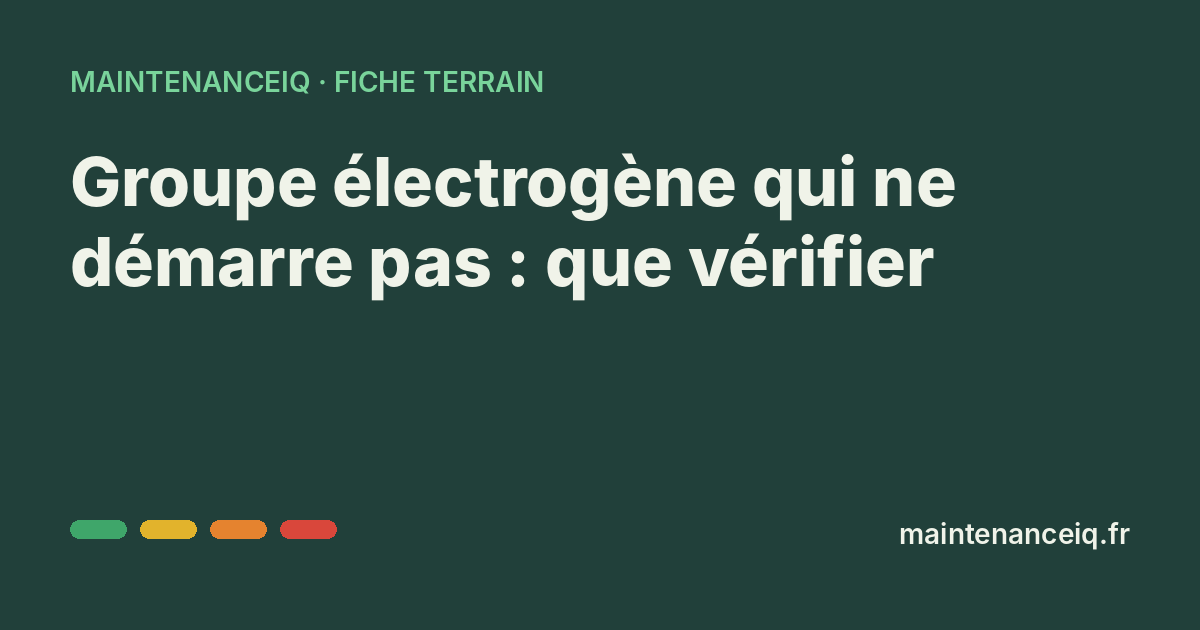 MAINTENANCEIQ · FICHE TERRAIN
Groupe électrogène qui ne
démarre pas : que vérifier
maintenanceiq.fr